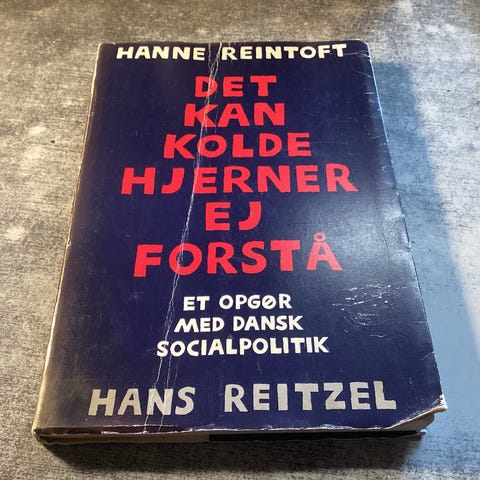 HANNE REINTOFT
DET
KAN
KOLDE
HJERNER
EJ
FORSTÅ
ET OPGØR
MED DANSK
SOCIALPOLITIK
HANS REITZEL